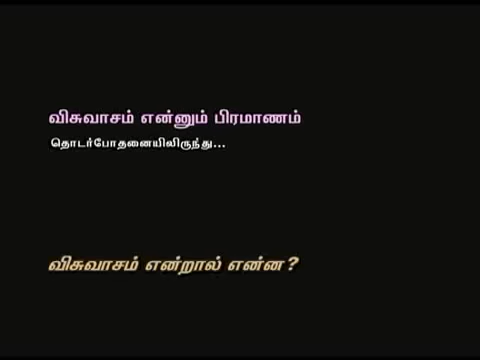 விசுவாசம் என்னும் பிரமாணம்
தொடர்போதனையிலிருந்து...
விசுவாசம் என்றால் என்ன?